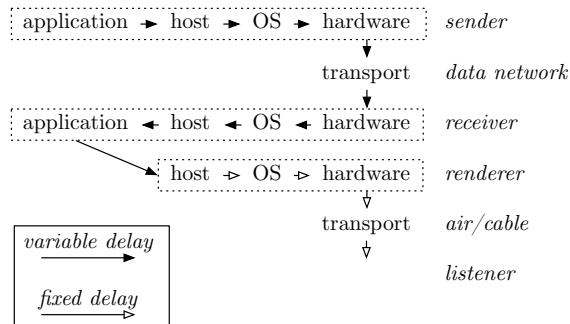 application host OS hardware sender
transport data network
application host OS hardware receiver
host OS hardware renderer
transport air/cable
listener
variable delay
fixed delay